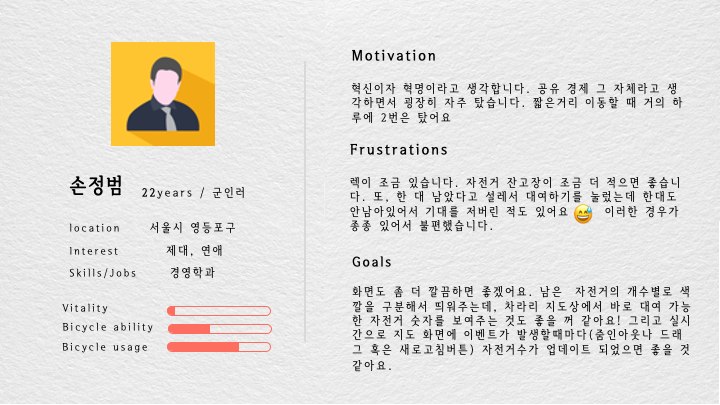 손정범
22years / 군인러
location 서울시 영등포구
Interest 제대, 연애
Skills/Jobs 경영학과
Vitality
Bicycle ability
Bicycle usage
Motivation
혁신이자 혁명이라고 생각합니다. 공유 경제 그 자체라고 생
각하면서 굉장히 자주 탔습니다. 짧은거리 이동할 때 거의 하
루에 2번은 탔어요
Frustrations
렉이 조금 있습니다. 자전거 잔고장이 조금 더 적으면 좋습니
다. 또, 한 대 남았다고 설레서 대여하기를 눌렀는데 한대도
안남아있어서 기대를 저버린 적도 있어요 😅 이러한 경우가
종종 있어서 불편했습니다.
Goals
화면도 좀 더 깔끔하면 좋겠어요. 남은 자전거의 개수별로 색
깔을 구분해서 띄워주는데, 차라리 지도상에서 바로 대여 가능
한 자전거 숫자를 보여주는 것도 좋을 꺼 같아요! 그리고 실시
간으로 지도 화면에 이벤트가 발생할때마다(줌인아웃나 드래
그 혹은 새로고침버튼) 자전거수가 업데이트 되었으면 좋을 것
같아요.